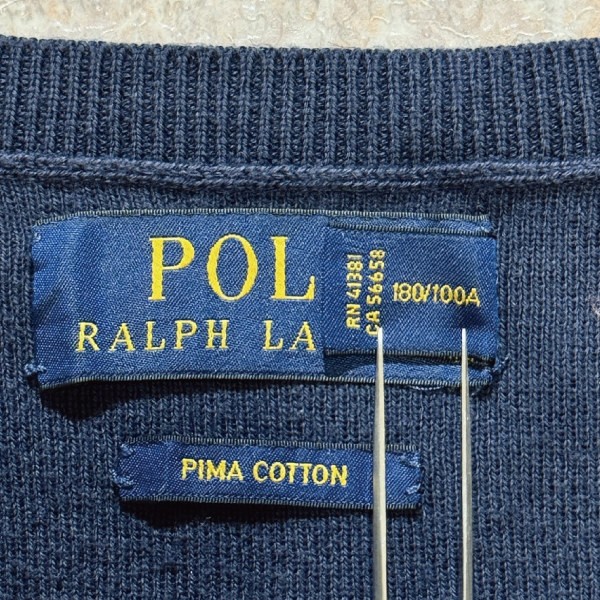 POL
RALPH LA
RN 41381
CA 56658
180/100A
PIMA COTTON